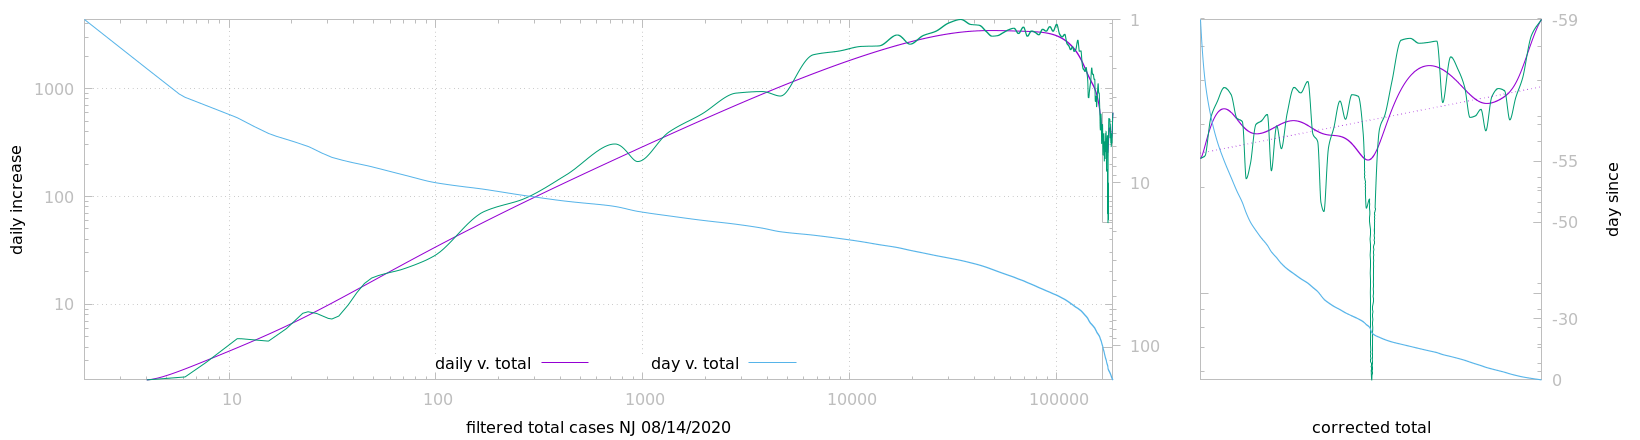 1
-59
1000
daily increase
100
10
-55
10
-50
day since
-30
100
0
daily v. total
day v. total
10
100
1000
10000
100000
filtered total cases NJ 08/14/2020
corrected total